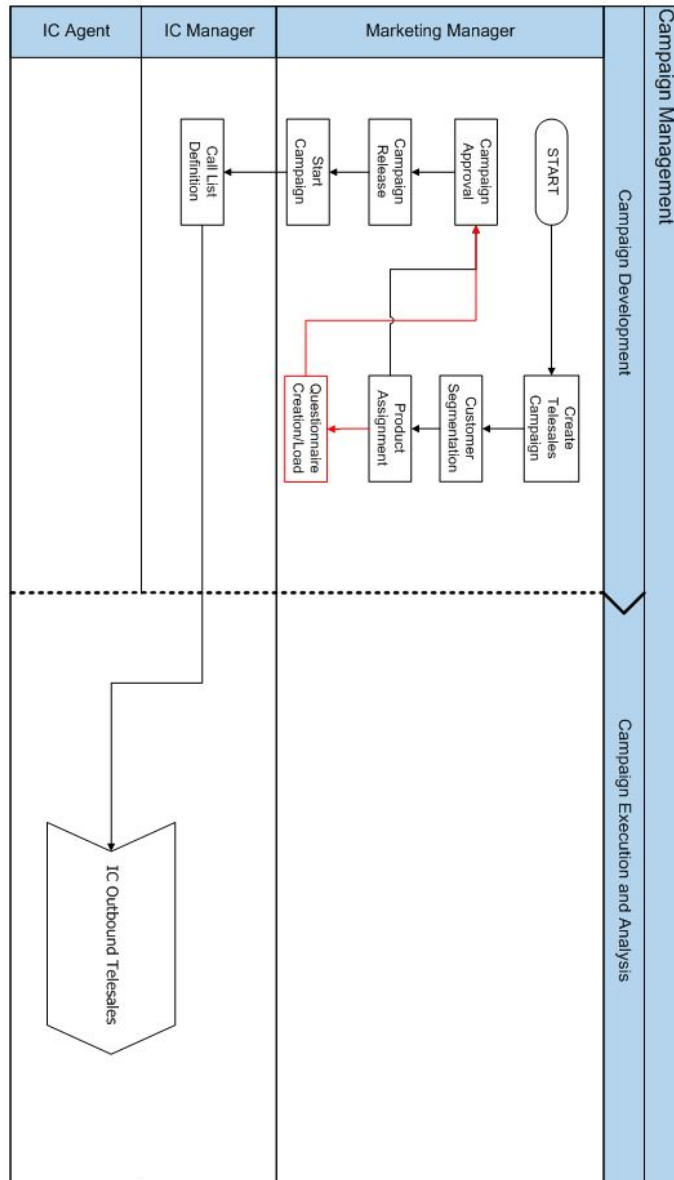 Campaign Management
Campaign Development
Campaign Execution and Analysis
Marketing Manager
IC Manager
IC Agent
START
Create
Telesales
Campaign
Customer
Segmentation
Product
Assignment
Questionnaire
Creation/Load
Campaign
Approval
Campaign
Release
Start
Campaign
Call List
Definition
IC Outbound Telesales